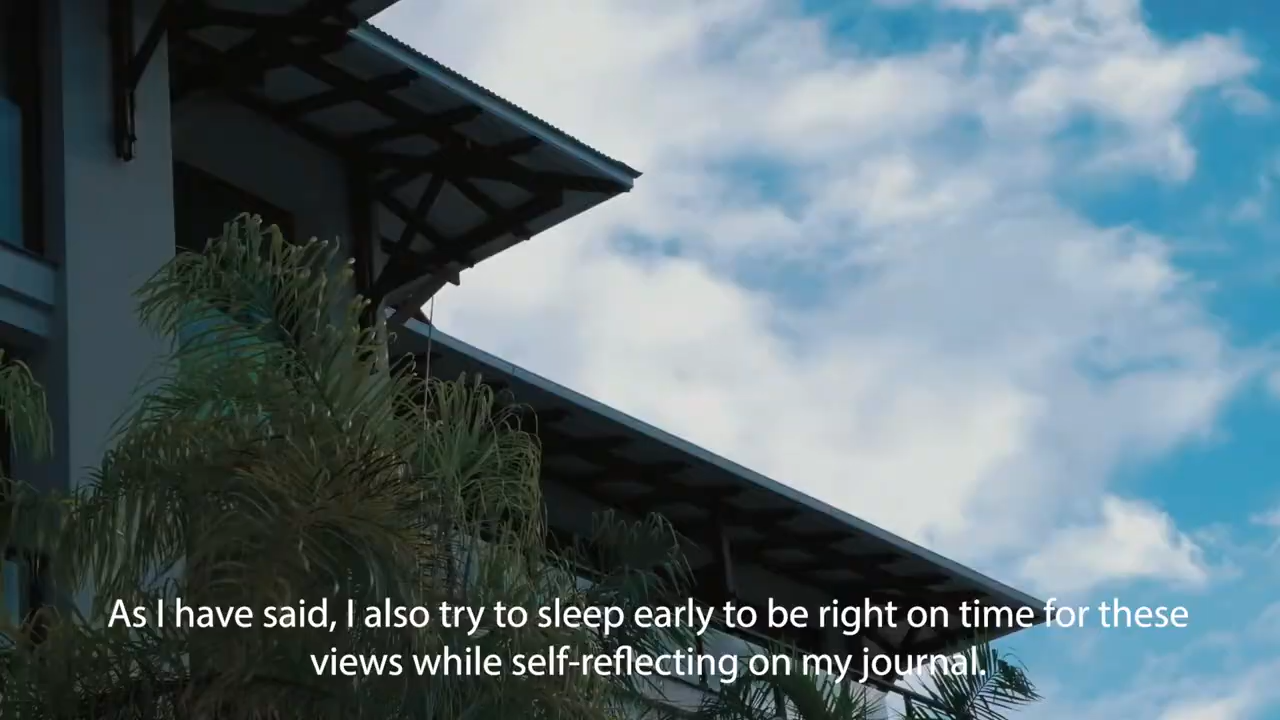 As I have said, I also try to sleep early to be right on time for these
views while self-reflecting on my journal.